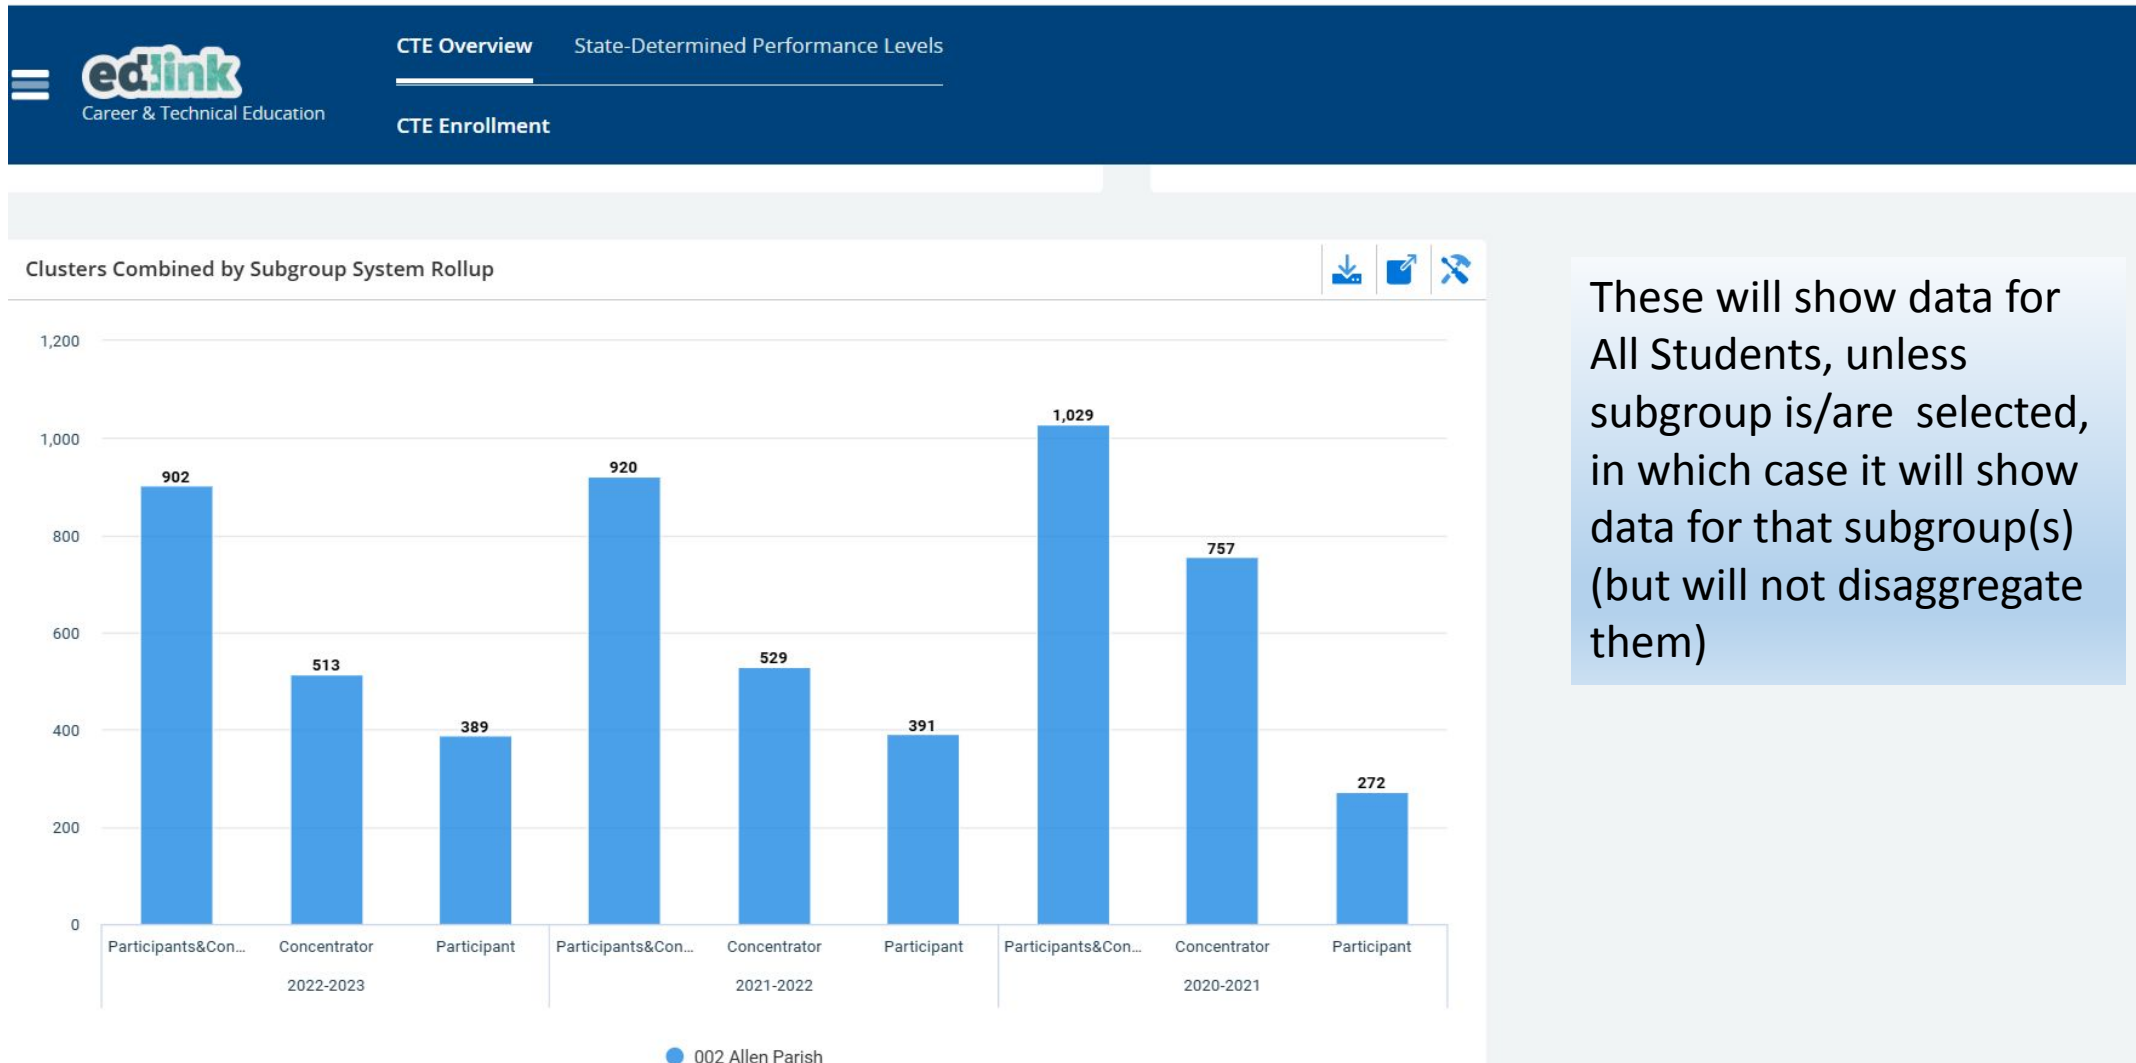 CTE Overview State-Determined Performance Levels
ed:link
Career & Technical Education
CTE Enrollment
Clusters Combined by Subgroup System Rollup
1,200
1,000
800
600
400
200
0
902
513
389
920
529
391
1,029
757
272
Participants&Con... Concentrator Participant Participants&Con... Concentrator Participant Participants&Con... Concentrator Participant
2022-2023 2021-2022 2020-2021
002 Allen Parish
These will show data for
All Students, unless
subgroup is/are selected,
in which case it will show
data for that subgroup(s)
(but will not disaggregate
them)